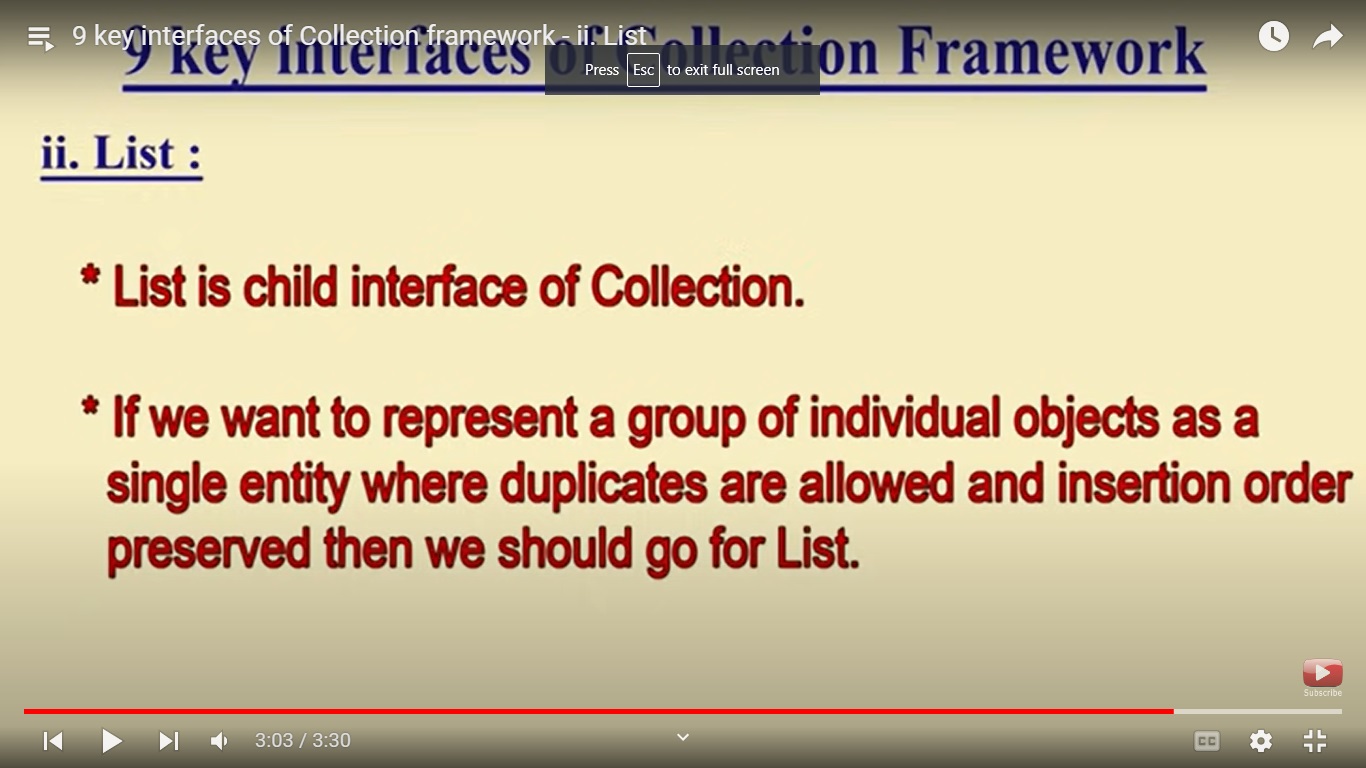 9 key interfaces of Collection framework - ii. List
9 key interfaces of Collection Framework
Press Esc to exit full screen
ii. List :
* List is child interface of Collection.
* If we want to represent a group of individual objects as a
single entity where duplicates are allowed and insertion order
preserved then we should go for List.
Subscribe
3:03 / 3:30
CC